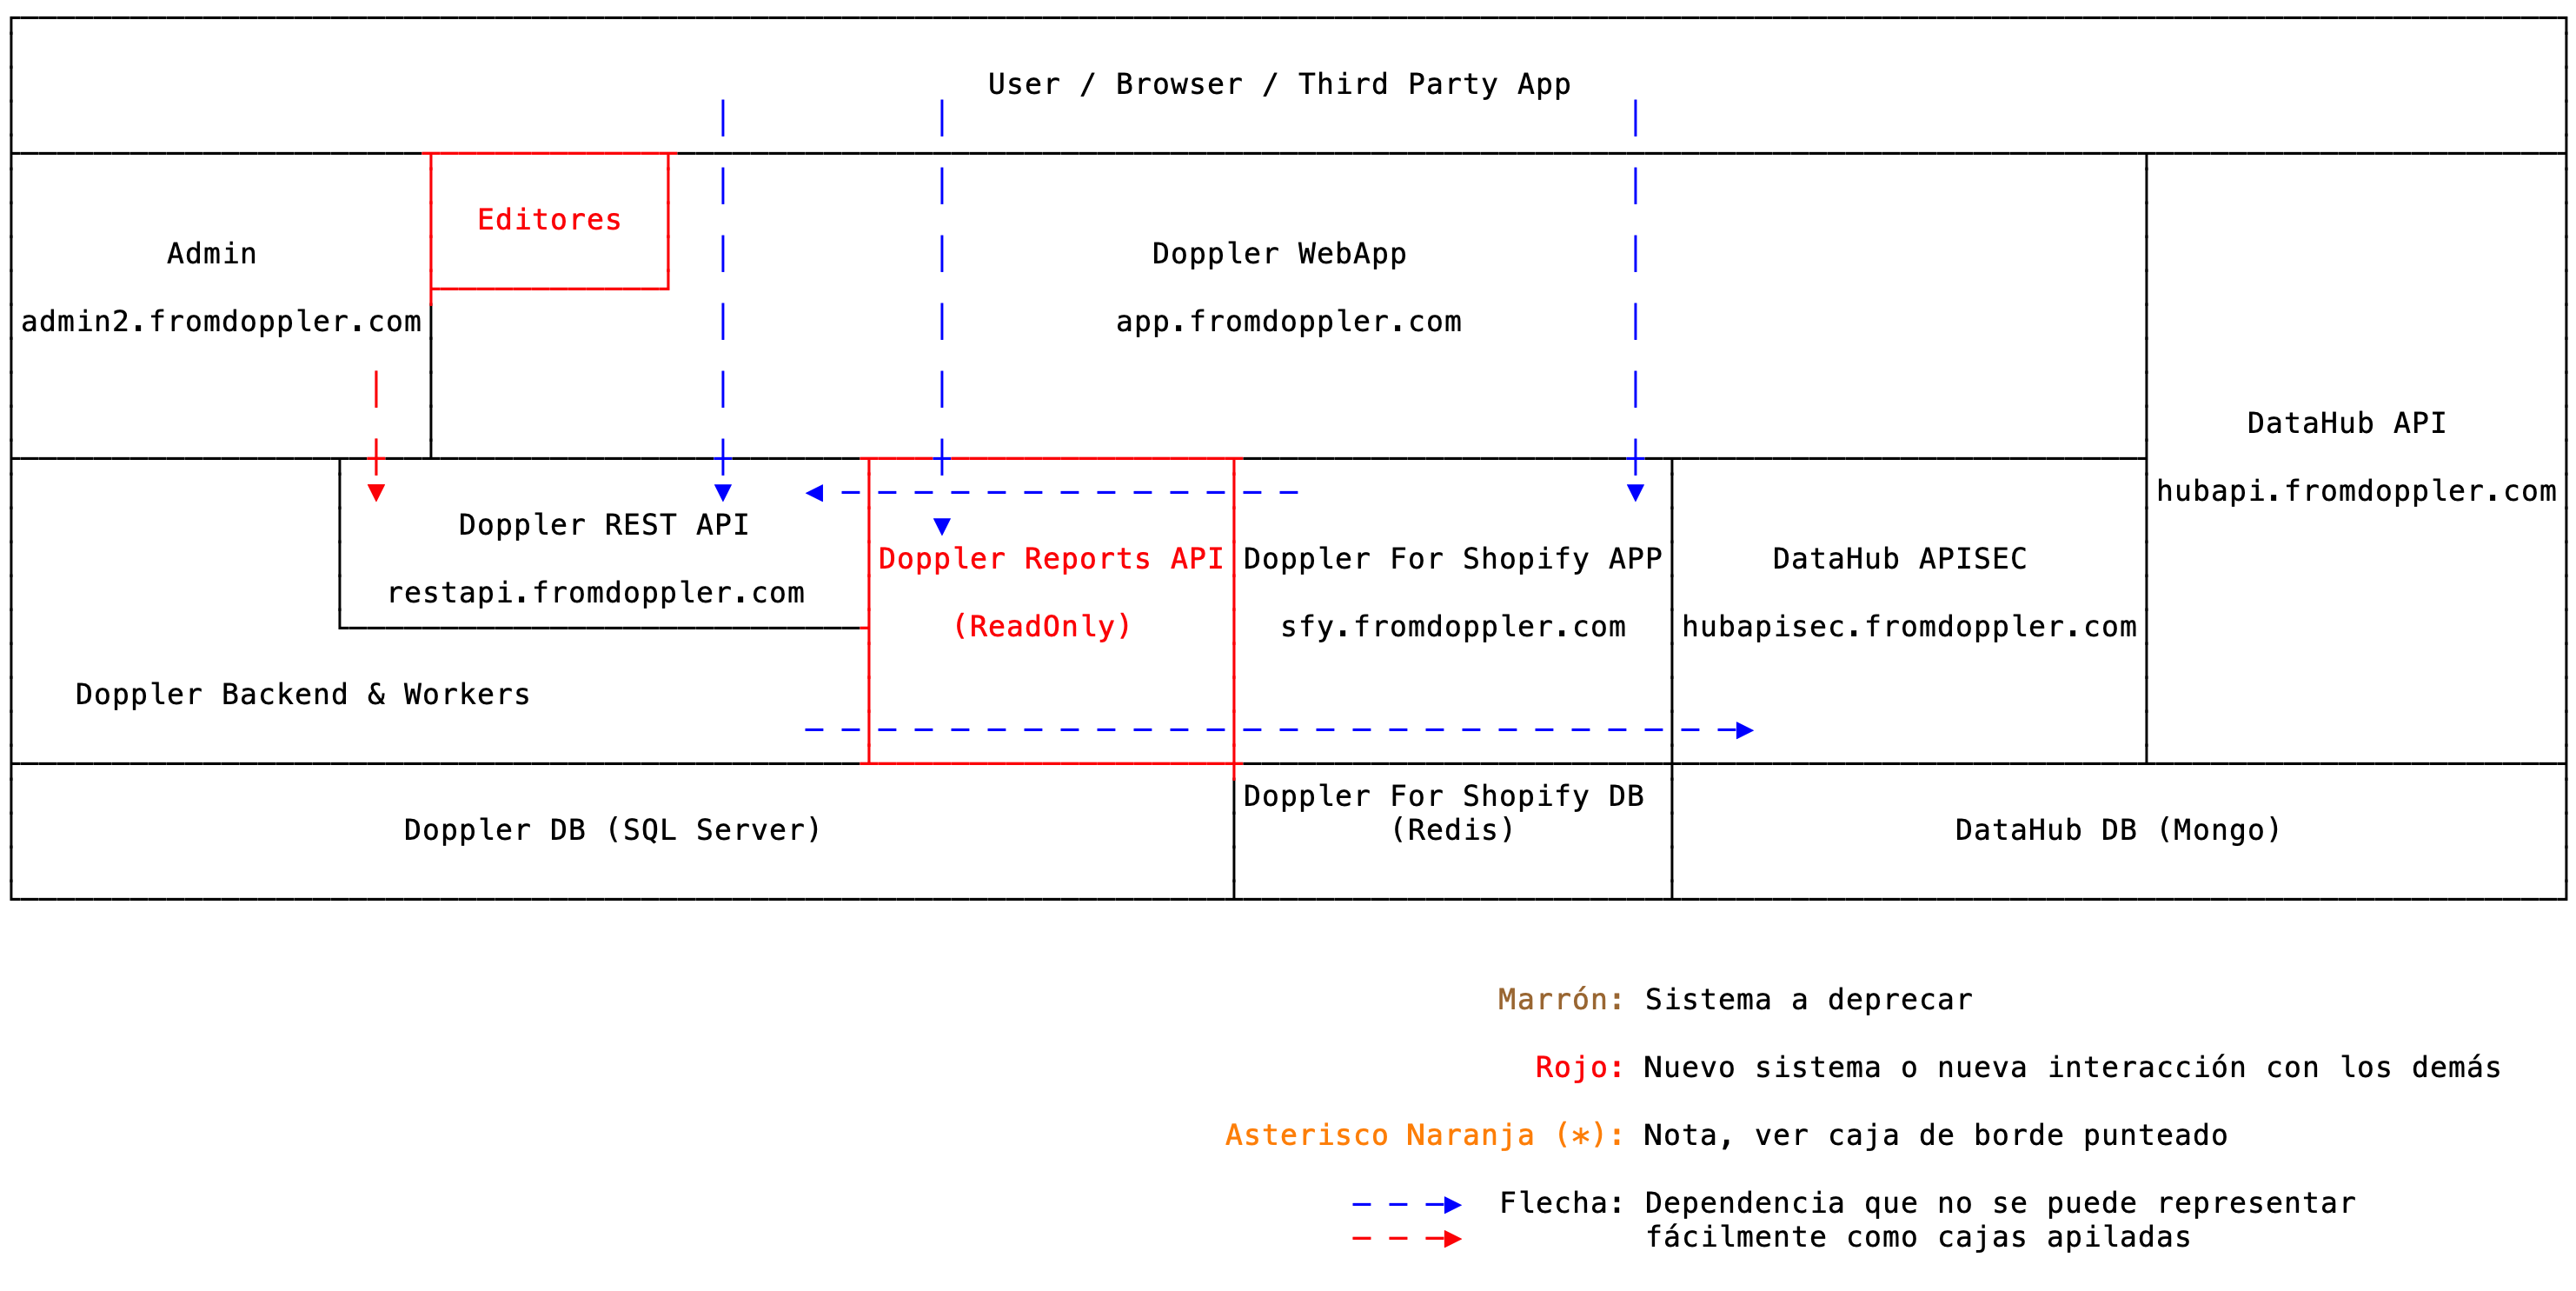 User / Browser / Third Party App
Editores
Admin
Doppler WebApp
admin2.fromdoppler.com
app.fromdoppler.com
DataHub API
hubapi.fromdoppler.com
Doppler REST API
restapi.fromdoppler.com
Doppler Reports API
(ReadOnly)
Doppler For Shopify APP
sfy.fromdoppler.com
DataHub APISEC
hubapisec.fromdoppler.com
Doppler Backend & Workers
Doppler DB (SQL Server)
Doppler For Shopify DB
(Redis)
DataHub DB (Mongo)
Marrón: Sistema a deprecar
Rojo: Nuevo sistema o nueva interacción con los demás
Asterisco Naranja (*): Nota, ver caja de borde punteado
Flecha: Dependencia que no se puede representar
fácilmente como cajas apiladas